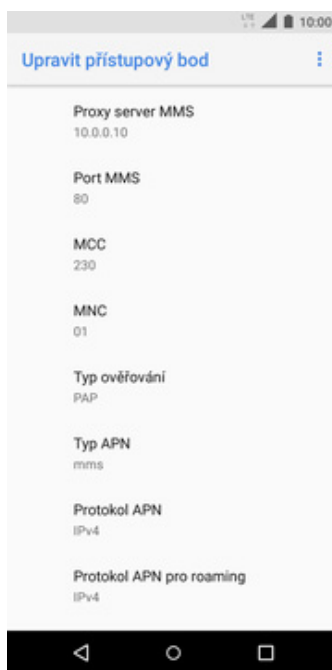 LTE
10:00
Upravit přístupový bod
Proxy server MMS
10.0.0.10
Port MMS
80
MCC
230
MNC
01
Typ ověřování
PAP
Typ APN
mms
Protokol APN
IPv4
Protokol APN pro roaming
IPv4